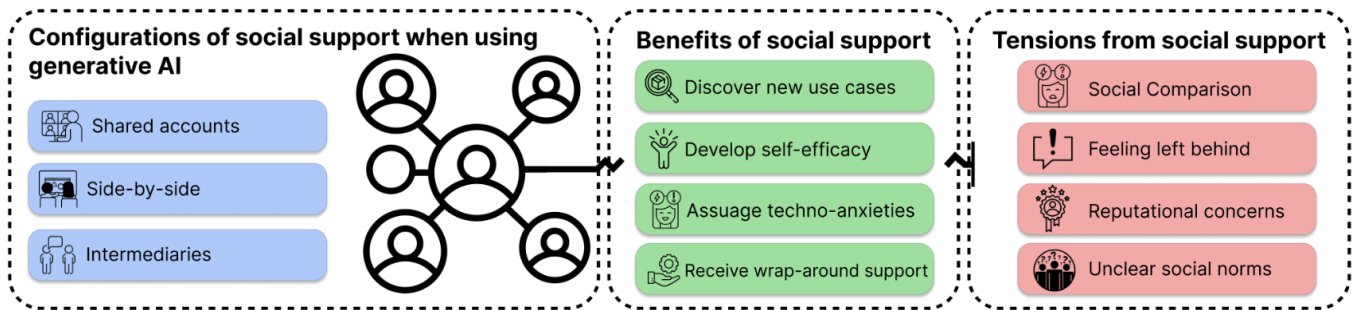 Configurations of social support when using
generative AI
Shared accounts
Side-by-side
Intermediaries
Benefits of social support
Discover new use cases
Develop self-efficacy
Assuage techno-anxieties
Receive wrap-around support
Tensions from social support
Social Comparison
Feeling left behind
Reputational concerns
Unclear social norms